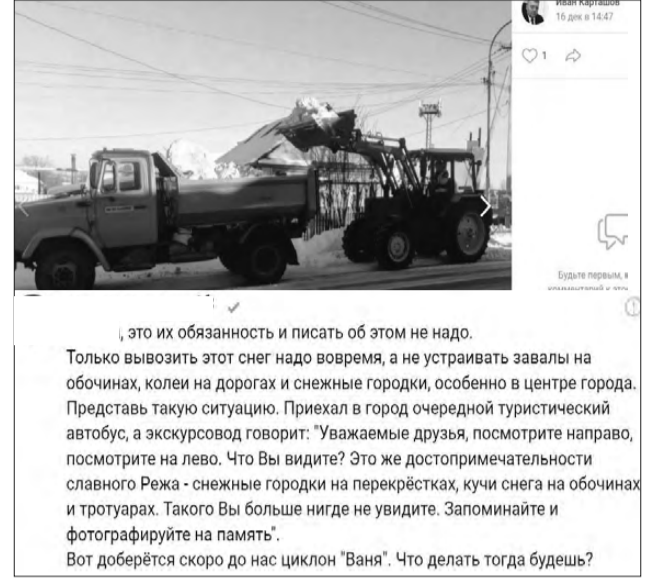 Иван Карташов
16 дек в 14:47
1
Будьте первым,
, это их обязанность и писать об этом не надо.
Только вывозить этот снег надо вовремя, а не устраивать завалы на
обочинах, колеи на дорогах и снежные городки, особенно в центре города.
Представь такую ситуацию. Приехал в город очередной туристический
автобус, а экскурсовод говорит: "Уважаемые друзья, посмотрите направо,
посмотрите на лево. Что Вы видите? Это же достопримечательности
славного Режа - снежные городки на перекрёстках, кучи снега на обочинах
и тротуарах. Такого Вы больше нигде не увидите. Запоминайте и
фотографируйте на память".
Вот доберётся скоро до нас циклон "Ваня". Что делать тогда будешь?